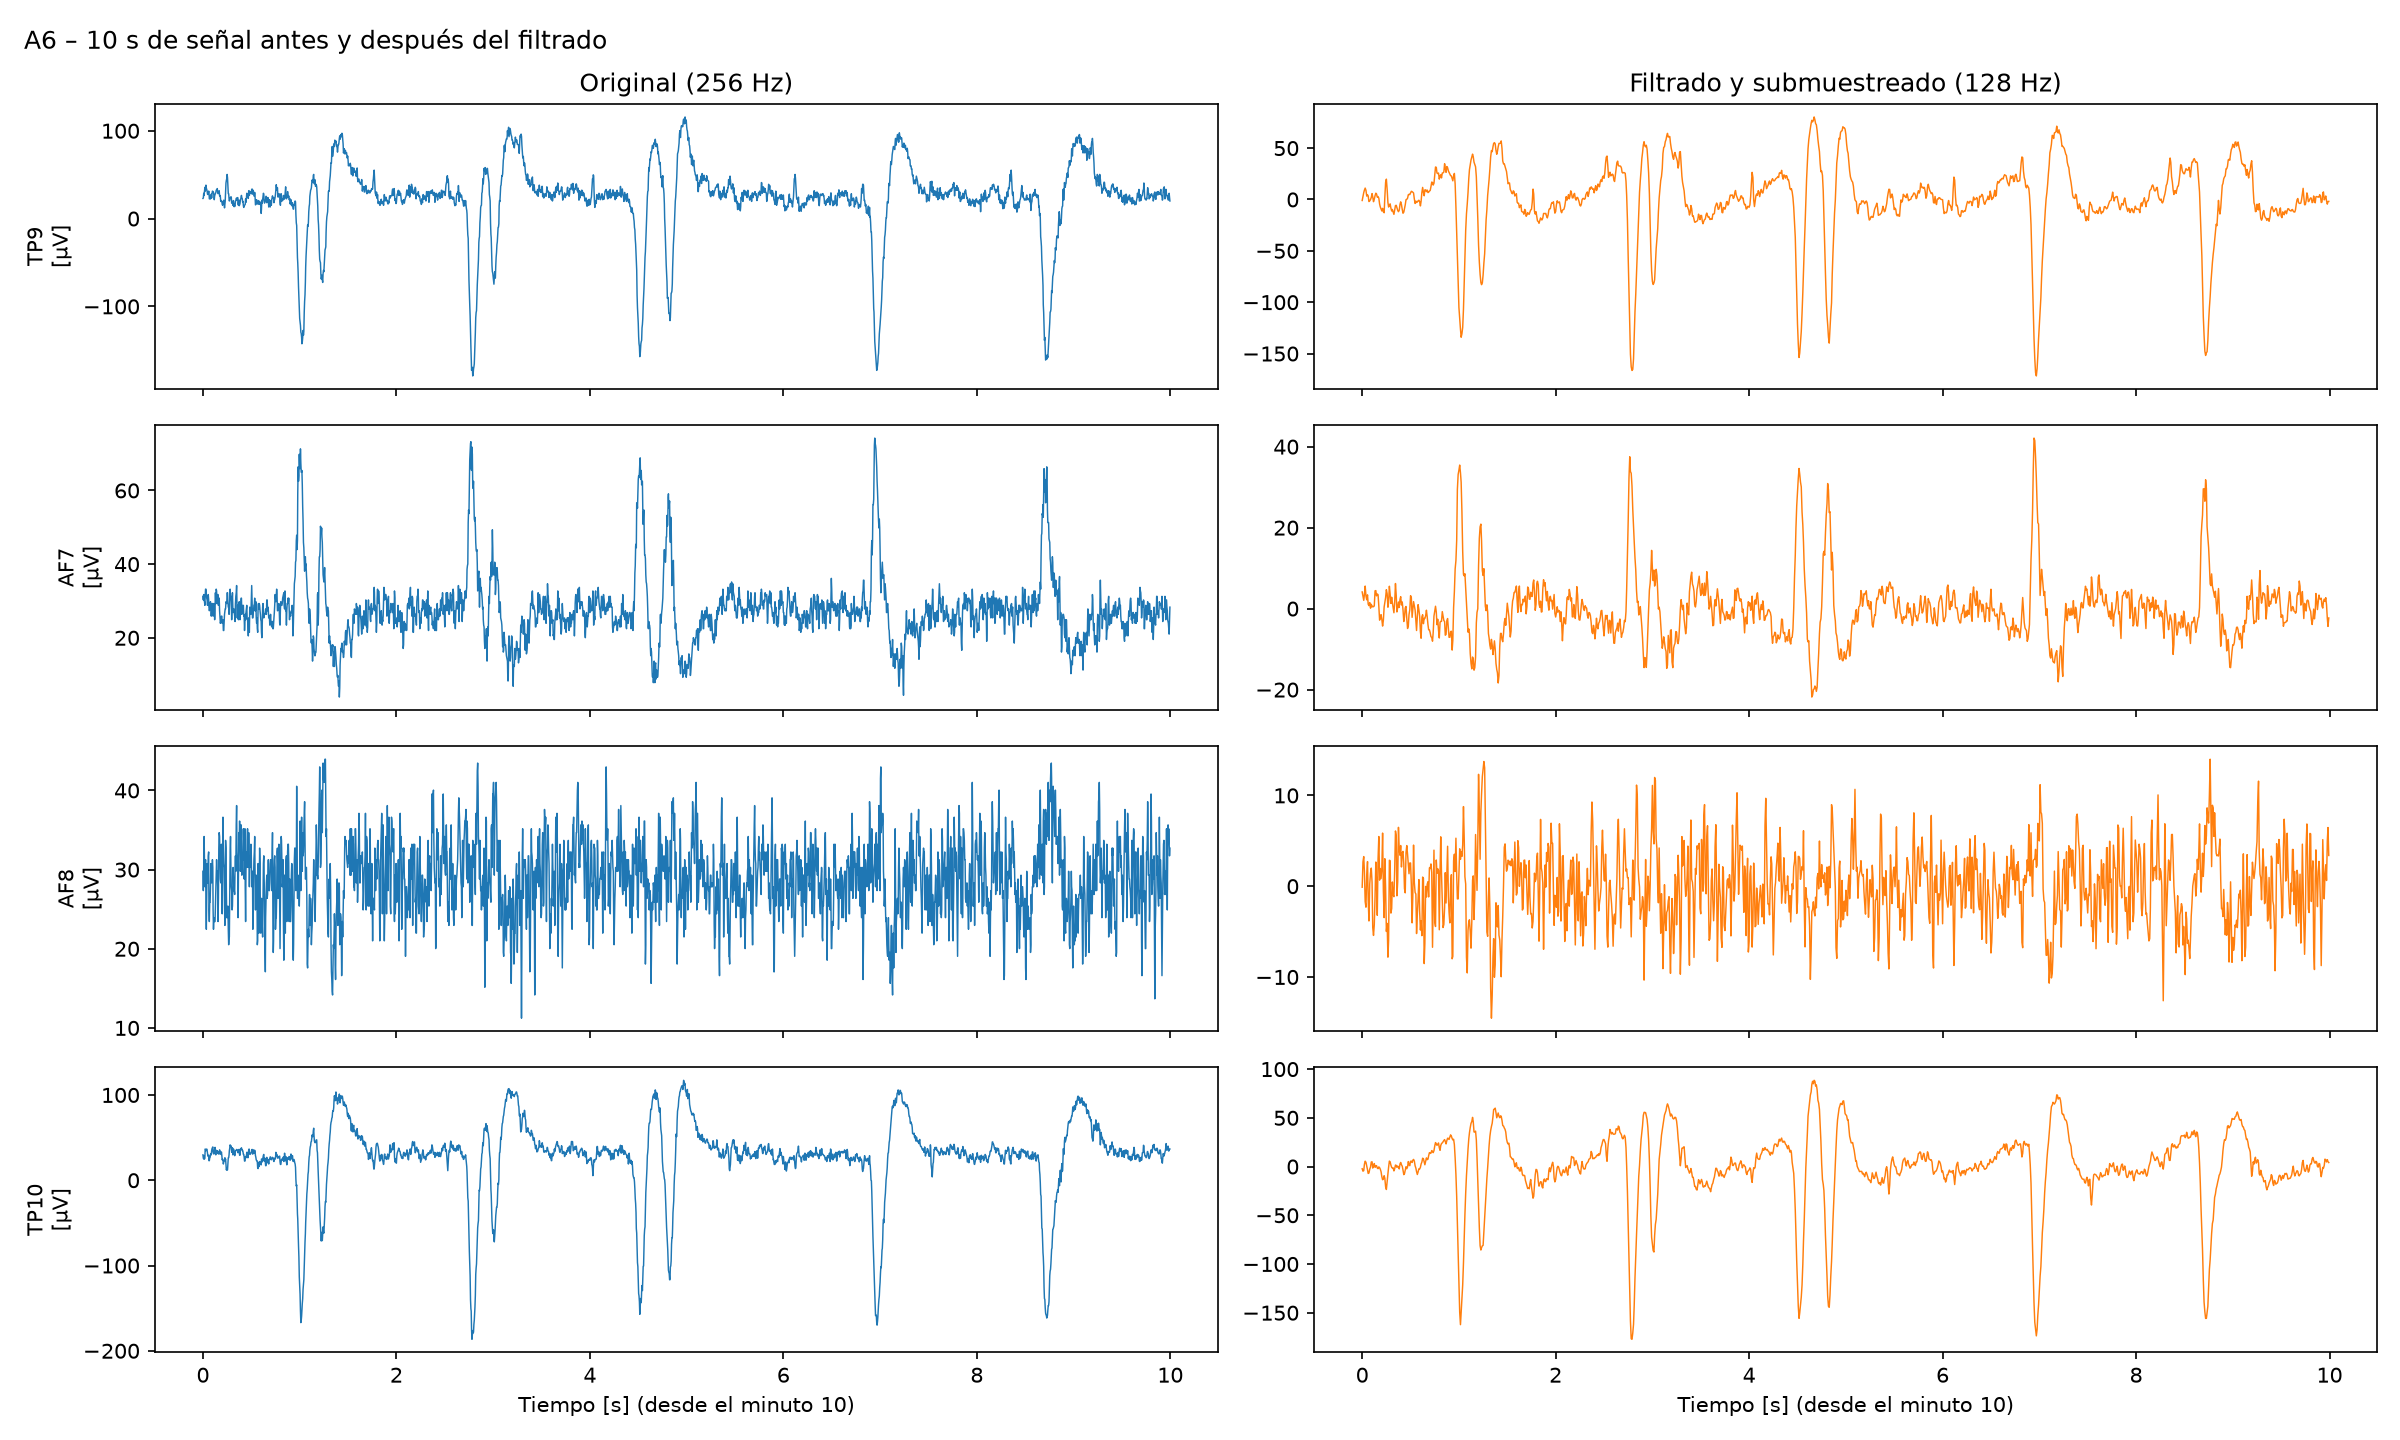 A6 – 10 s de señal antes y después del filtrado
Original (256 Hz)
Filtrado y submuestreado (128 Hz)
TP9
[µV]
100
0
−100
50
0
−50
−100
−150
AF7
[µV]
60
40
20
40
20
0
−20
AF8
[µV]
40
30
20
10
10
0
−10
TP10
[µV]
100
0
−100
−200
100
50
0
−50
−100
−150
0 2 4 6 8 10
0 2 4 6 8 10
Tiempo [s] (desde el minuto 10)
Tiempo [s] (desde el minuto 10)